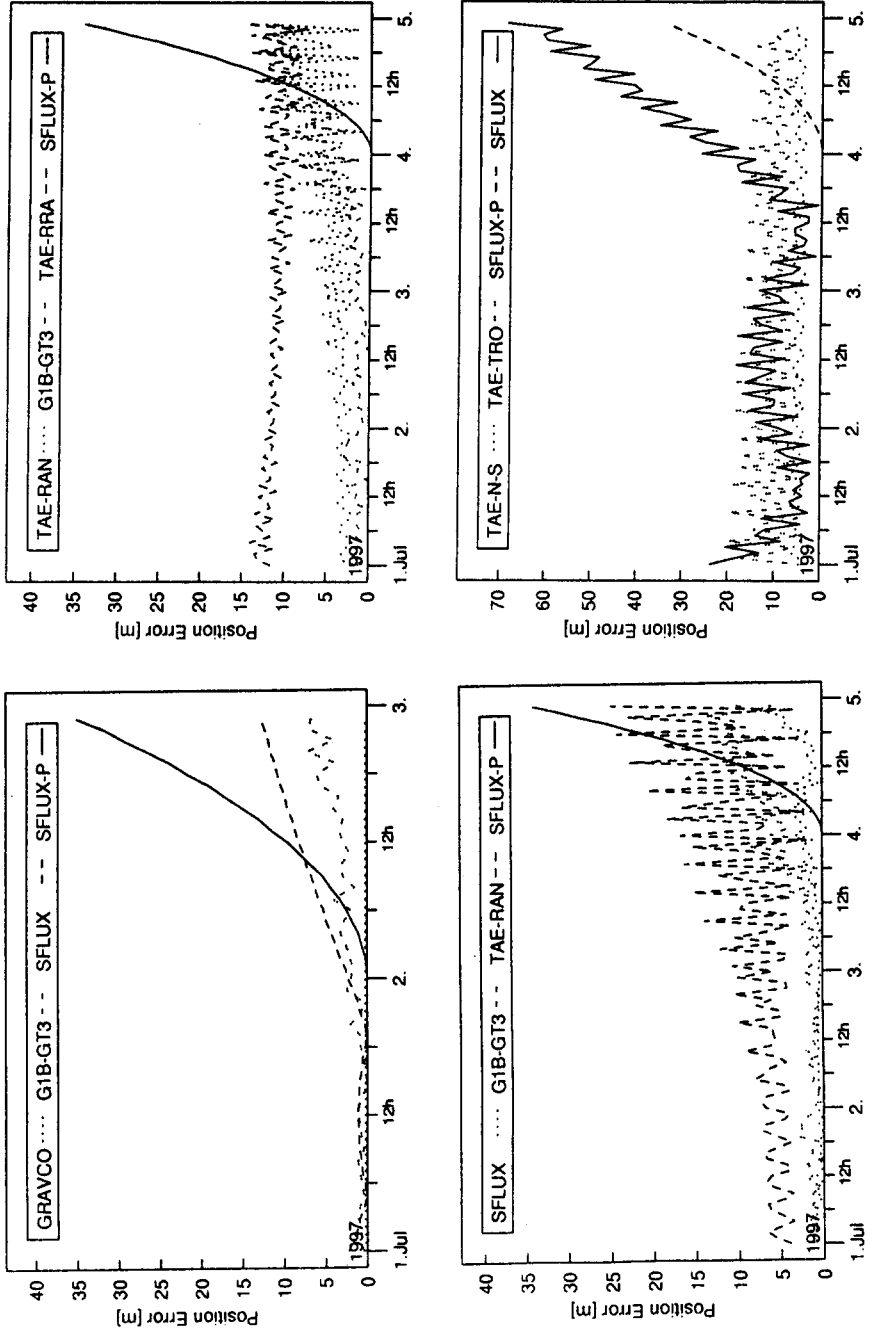 GRAVCO ····· G1B-GT3 - - SFLUX -- SFLUX-P —
40
35
30
25
20
15
10
5
0
Position Error [m]
1997
1.Jul
12h
2.
12h
3.
TAE-RAN ····· G1B-GT3 - - TAE-RRA -- SFLUX-P —
40
35
30
25
20
15
10
5
0
Position Error [m]
1997
1.Jul
12h
2.
12h
3.
12h
4.
12h
5.
SFLUX ····· G1B-GT3 - - TAE-RAN -- SFLUX-P —
40
35
30
25
20
15
10
5
0
Position Error [m]
1997
1.Jul
12h
2.
12h
3.
12h
4.
12h
5.
TAE-N-S ····· TAE-TRO - - SFLUX-P -- SFLUX —
70
60
50
40
30
20
10
0
Position Error [m]
1997
1.Jul
12h
2.
12h
3.
12h
4.
12h
5.